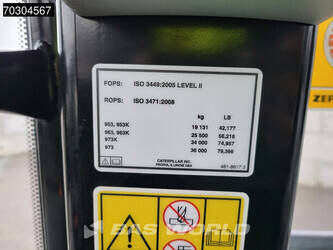 70304567
FOPS: ISO 3449:2005 LEVEL II
ROPS: ISO 3471:2008
kg LB
953, 953K 19 131 42,177
963, 963K 25 500 56,218
973K 34 000 74,957
973 36 000 79,366
CATERPILLAR INC.
PEORIA, ILLINOIS USA
ZEP
BAS WORLD